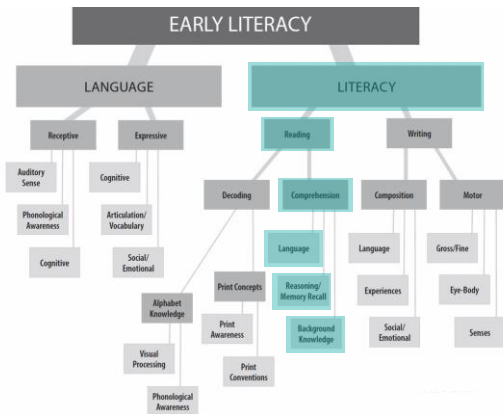 EARLY LITERACY
LANGUAGE
LITERACY
Receptive
Expressive
Reading
Writing
Auditory
Sense
Cognitive
Phonological
Awareness
Articulation/
Vocabulary
Cognitive
Social/
Emotional
Decoding
Comprehension
Composition
Motor
Language
Language
Gross/Fine
Reasoning/
Memory Recall
Experiences
Eye-Body
Background
Knowledge
Social/
Emotional
Senses
Alphabet
Knowledge
Print Concepts
Print
Awareness
Visual
Processing
Print
Conventions
Phonological
Awareness